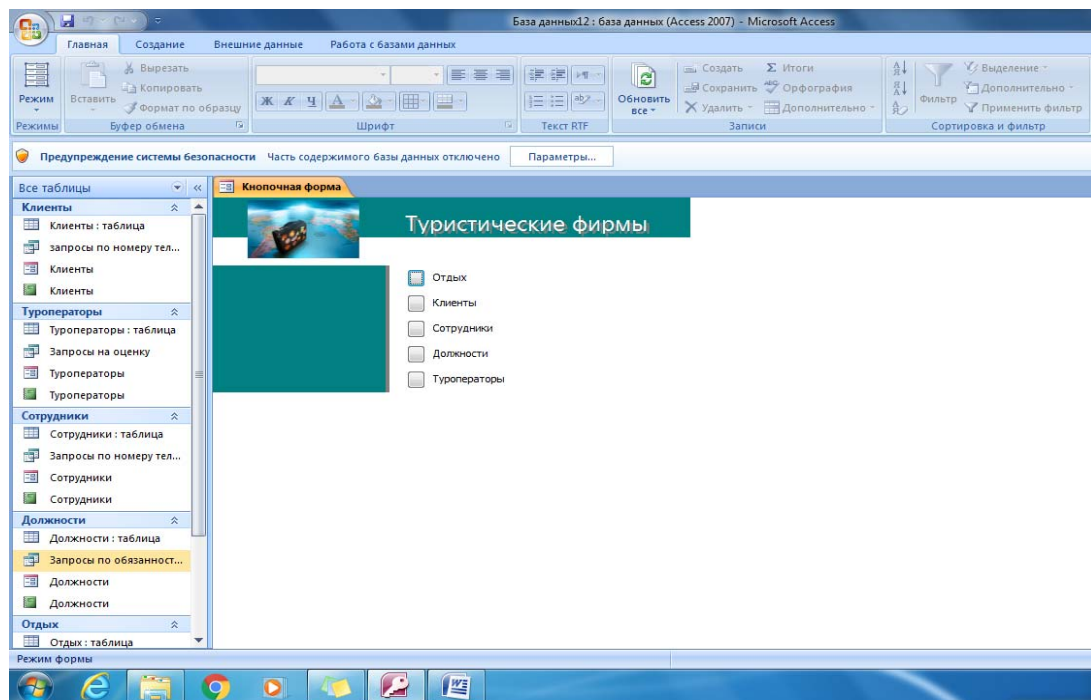 База данных12 : база данных (Access 2007) - Microsoft Access
Главная Создание Внешние данные Работа с базами данных
Режим
Режимы
Вставить
Вырезать
Копировать
Формат по образцу
Буфер обмена
Ж К Ч А
Шрифт
ab
Текст RTF
Обновить все
Создать
Сохранить
Удалить
Итоги
Орфография
Дополнительно
Записи
Фильтр
Выделение
Дополнительно
Применить фильтр
Сортировка и фильтр
Предупреждение системы безопасности Часть содержимого базы данных отключено Параметры...
Все таблицы
Клиенты
Клиенты : таблица
запросы по номеру тел...
Клиенты
Клиенты
Туроператоры
Туроператоры : таблица
Запросы на оценку
Туроператоры
Туроператоры
Сотрудники
Сотрудники : таблица
Запросы по номеру тел...
Сотрудники
Сотрудники
Должности
Должности : таблица
Запросы по обязанност...
Должности
Должности
Отдых
Отдых : таблица
Кнопочная форма
Туристические фирмы
Отдых
Клиенты
Сотрудники
Должности
Туроператоры
Режим формы